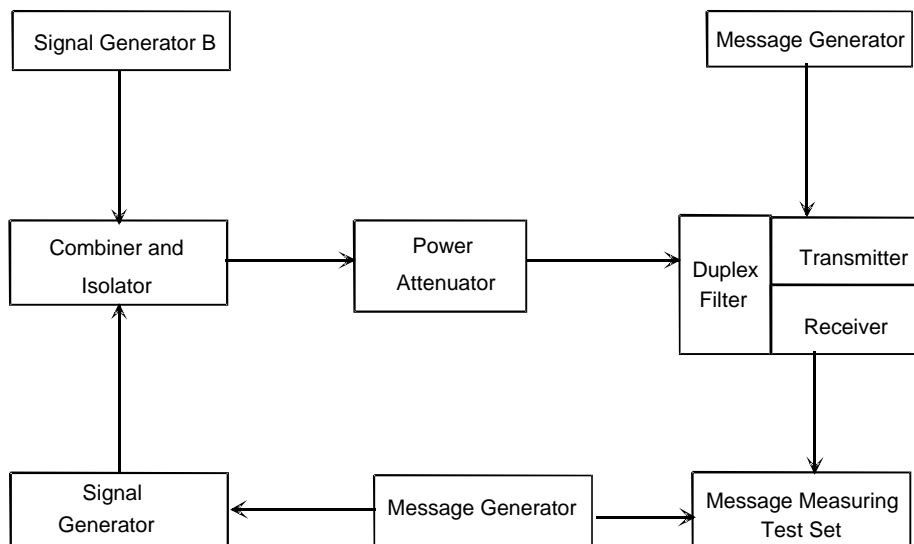 Signal Generator B
Message Generator
Combiner and
Isolator
Power
Attenuator
Duplex
Filter
Transmitter
Receiver
Signal
Generator
Message Generator
Message Measuring
Test Set